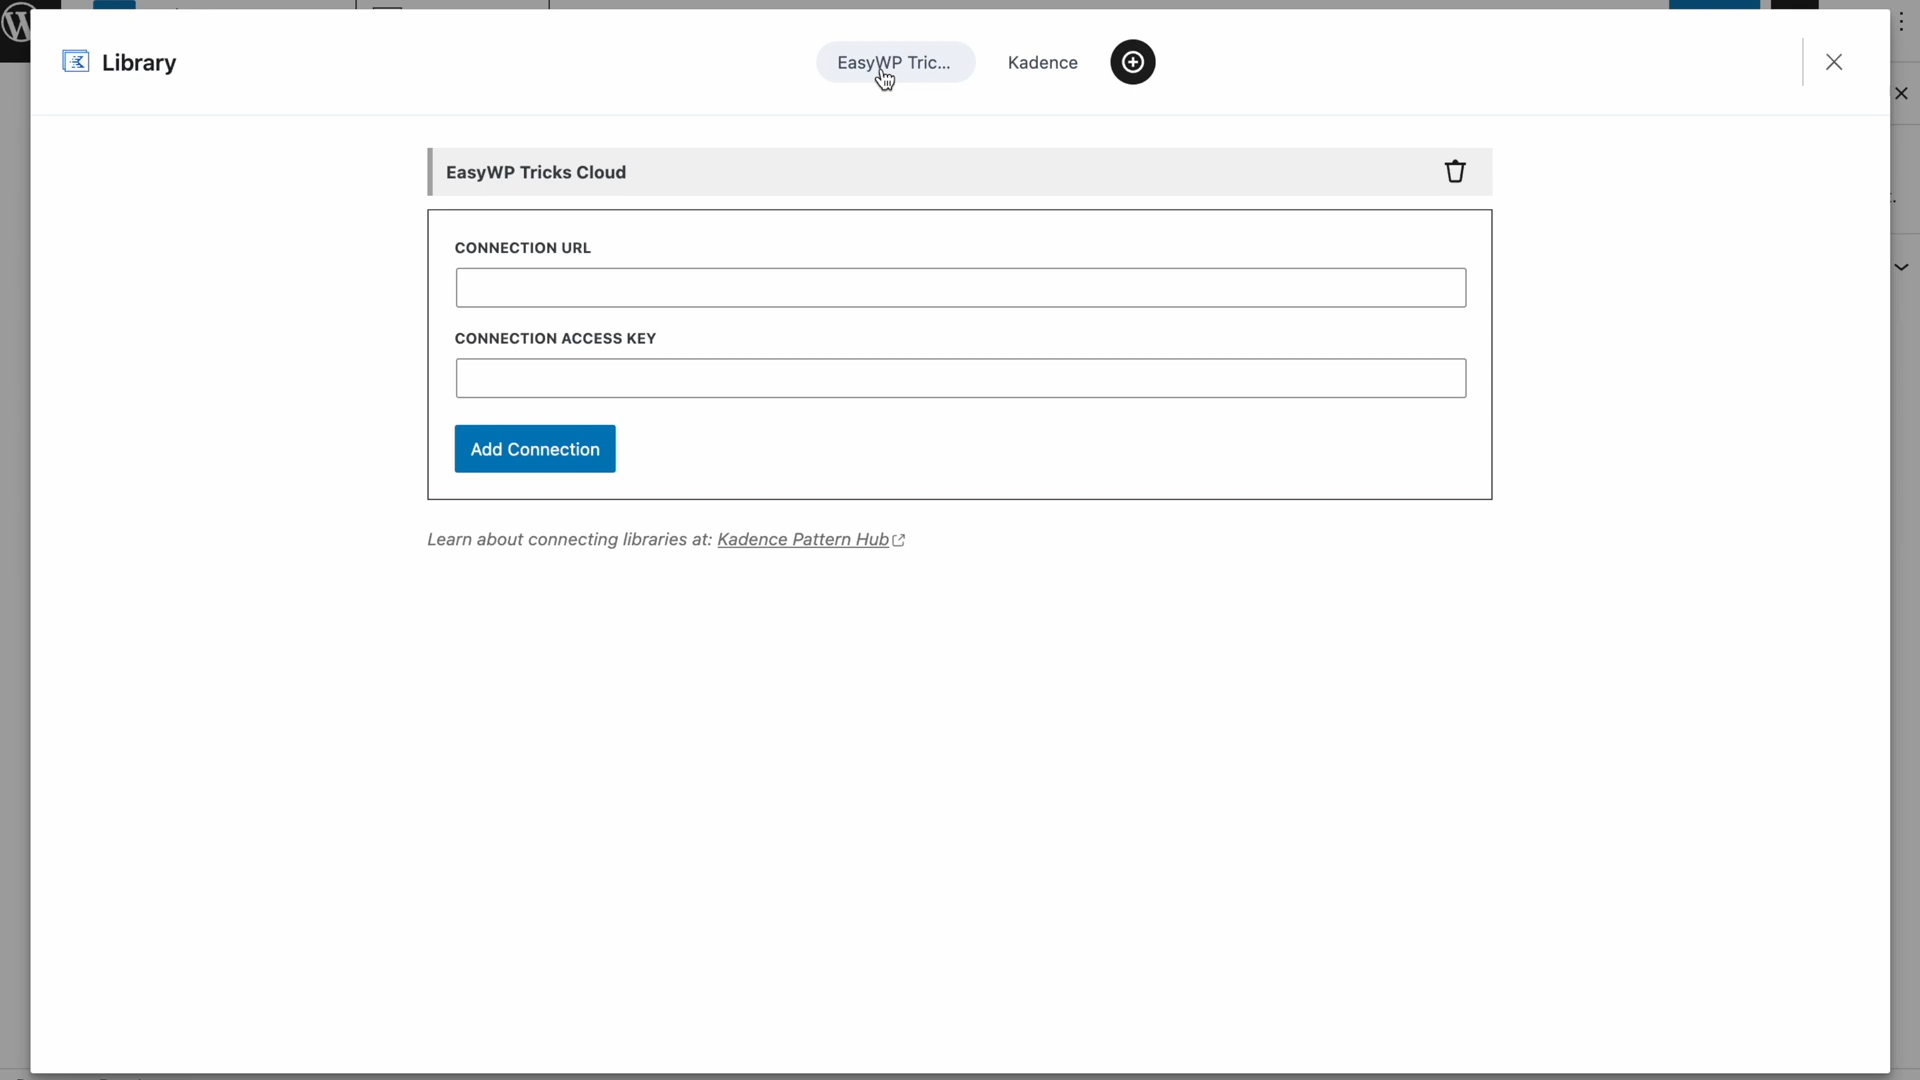 Library
EasyWP Tric...
Kadence
EasyWP Tricks Cloud
CONNECTION URL
CONNECTION ACCESS KEY
Add Connection
Learn about connecting libraries at: Kadence Pattern Hub